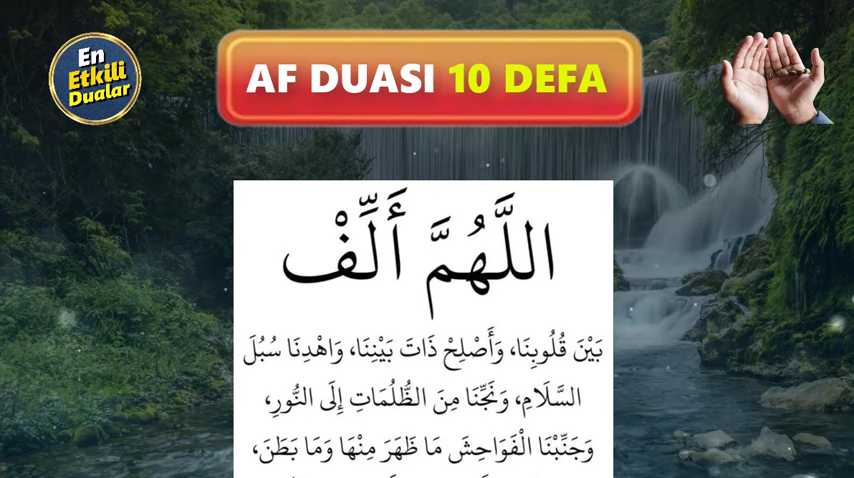 En
Etkili
Dualar
AF DUASI 10 DEFA
اللَّهُمَّ أَلِّفْ
بَيْنَ قُلُوبِنَا، وَأَصْلِحْ ذَاتَ بَيْنِنَا، وَاهْدِنَا سُبُلَ
السَّلَامِ، وَنَجِّنَا مِنَ الظُّلُمَاتِ إِلَى النُّورِ،
وَجَنِّبْنَا الْفَوَاحِشَ مَا ظَهَرَ مِنْهَا وَمَا بَطَنَ،